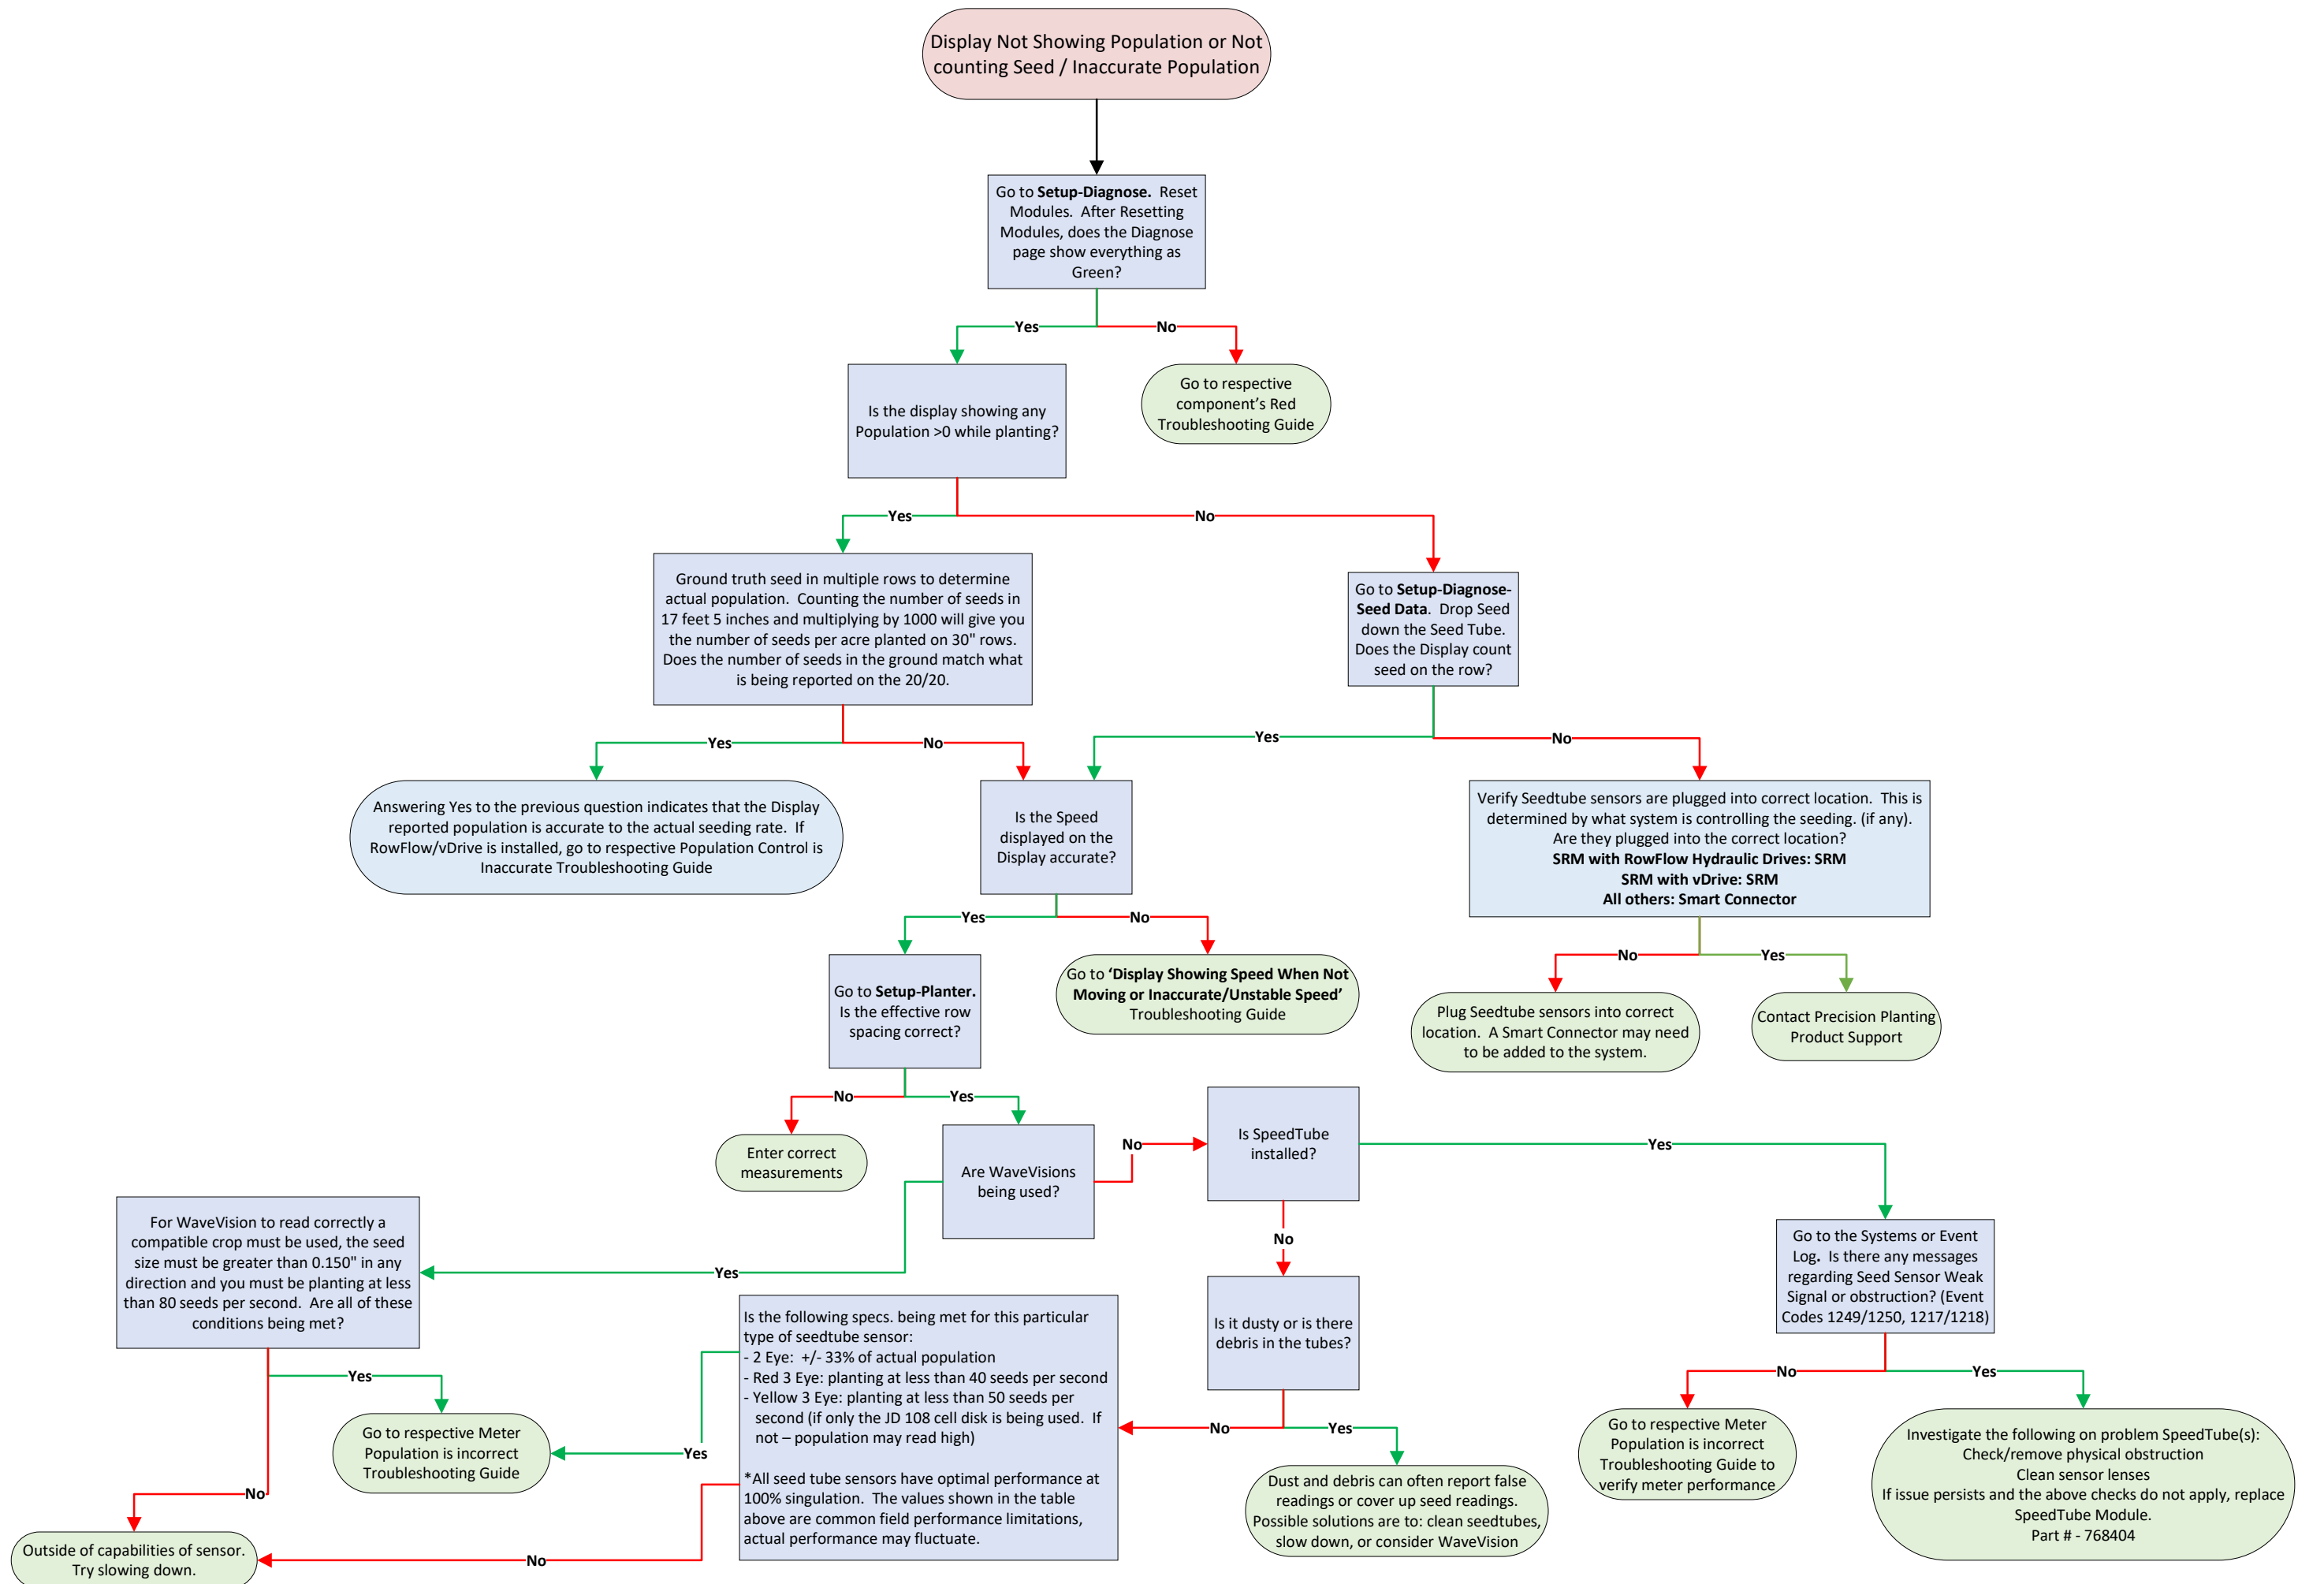 Display Not Showing Population or Not
counting Seed / Inaccurate Population
Go to Setup-Diagnose. Reset
Modules. After Resetting
Modules, does the Diagnose
page show everything as
Green?
Yes
No
Is the display showing any
Population >0 while planting?
Go to respective
component’s Red
Troubleshooting Guide
Yes
No
Ground truth seed in multiple rows to determine
actual population. Counting the number of seeds in
17 feet 5 inches and multiplying by 1000 will give you
the number of seeds per acre planted on 30" rows.
Does the number of seeds in the ground match what
is being reported on the 20/20.
Go to Setup-Diagnose-
Seed Data. Drop Seed
down the Seed Tube.
Does the Display count
seed on the row?
Yes
No
Yes
No
Answering Yes to the previous question indicates that the Display
reported population is accurate to the actual seeding rate. If
RowFlow/vDrive is installed, go to respective Population Control is
Inaccurate Troubleshooting Guide
Is the Speed
displayed on the
Display accurate?
Verify Seedtube sensors are plugged into correct location. This is
determined by what system is controlling the seeding. (if any).
Are they plugged into the correct location?
SRM with RowFlow Hydraulic Drives: SRM
SRM with vDrive: SRM
All others: Smart Connector
Yes
No
No
Yes
Go to Setup-Planter.
Is the effective row
spacing correct?
Go to ‘Display Showing Speed When Not
Moving or Inaccurate/Unstable Speed’
Troubleshooting Guide
Plug Seedtube sensors into correct
location. A Smart Connector may need
to be added to the system.
Contact Precision Planting
Product Support
No
Yes
Enter correct
measurements
Are WaveVisions
being used?
No
Is SpeedTube
installed?
Yes
Yes
No
For WaveVision to read correctly a
compatible crop must be used, the seed
size must be greater than 0.150" in any
direction and you must be planting at less
than 80 seeds per second. Are all of these
conditions being met?
Is the following specs. being met for this particular
type of seedtube sensor:
- 2 Eye: +/- 33% of actual population
- Red 3 Eye: planting at less than 40 seeds per second
- Yellow 3 Eye: planting at less than 50 seeds per
second (if only the JD 108 cell disk is being used. If
not – population may read high)
*All seed tube sensors have optimal performance at
100% singulation. The values shown in the table
above are common field performance limitations,
actual performance may fluctuate.
Is it dusty or is there
debris in the tubes?
Go to the Systems or Event
Log. Is there any messages
regarding Seed Sensor Weak
Signal or obstruction? (Event
Codes 1249/1250, 1217/1218)
Yes
No
Yes
No
Yes
No
Yes
Go to respective Meter
Population is incorrect
Troubleshooting Guide
Dust and debris can often report false
readings or cover up seed readings.
Possible solutions are to: clean seedtubes,
slow down, or consider WaveVision
Go to respective Meter
Population is incorrect
Troubleshooting Guide to
verify meter performance
Investigate the following on problem SpeedTube(s):
Check/remove physical obstruction
Clean sensor lenses
If issue persists and the above checks do not apply, replace
SpeedTube Module.
Part # - 768404
No
No
Outside of capabilities of sensor.
Try slowing down.